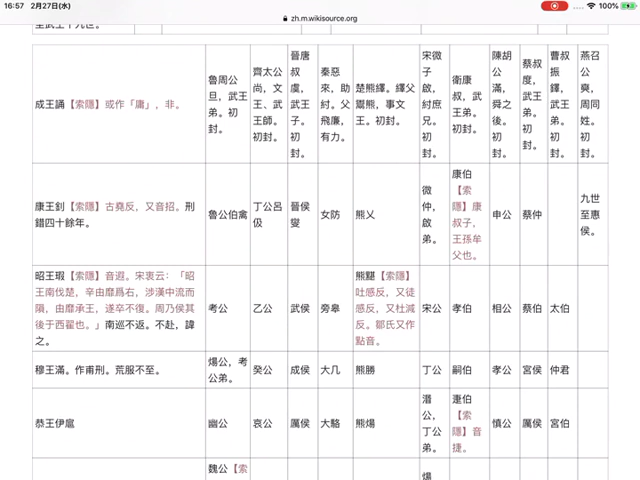 16:57 2月27日(水)
100%
zh.m.wikisource.org
至武王十九世。
成王誦【索隱】或作「庸」，非。
魯周公
旦，武王
弟。初
封。
齊太公
尚，文
王、武
王師。
初封。
晉唐
叔
虞，
武王
子。
初
封。
秦惡
來，助
紂。父
飛廉，
有力。
楚熊繹。繹父
鬻熊，事文
王。初封。
宋微
子
啟，
紂庶
兄。
初
封。
衛康
叔，武
王弟。
初封。
陳胡
公
滿，
舜之
後。
初
封。
蔡叔
度，
武王
弟。
初
封。
曹叔
振
鐸，
武王
弟。
初
封。
燕召
公
奭，
周同
姓。
初
封。
康王釗【索隱】古堯反，又音招。刑
錯四十餘年。
魯公伯禽
丁公呂
伋
晉侯
燮
女防
熊乂
微
仲，
啟
弟。
康伯
【索
隱】康
叔子，
王孫牟
父也。
申公
蔡仲
九世
至惠
侯。
昭王瑕【索隱】音遐。宋衷云：「昭
王南伐楚，辛由靡爲右，涉漢中流而
隕，由靡承王，遂卒不復。周乃侯其
後于西翟也。」南巡不返。不赴，諱
之。
考公
乙公
武侯
旁皋
熊䵣【索隱】
吐感反，又徒
感反，又杜減
反。鄒氏又作
點音。
宋公
孝伯
相公
蔡伯
太伯
穆王滿。作甫刑。荒服不至。
煬公，考
公弟。
癸公
成侯
大几
熊勝
丁公
嗣伯
孝公
宮侯
仲君
恭王伊扈
幽公
哀公
厲侯
大駱
熊煬
湣
公，
丁公
弟。
疌伯
【索
隱】音
捷。
慎公
厲侯
宮伯
魏公【索
煬